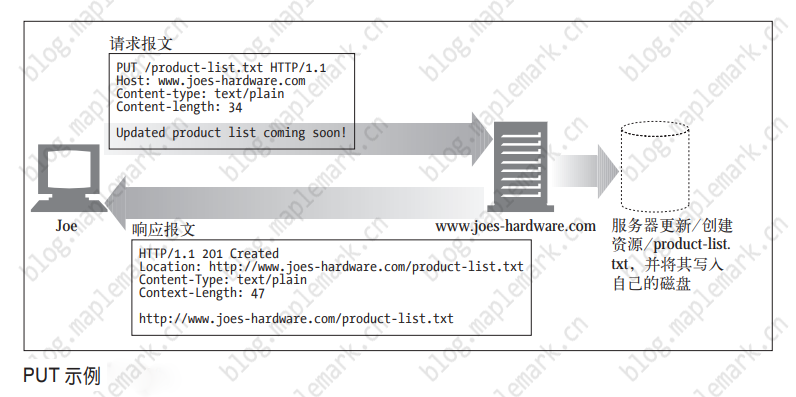 请求报文
PUT /product-list.txt HTTP/1.1
Host: www.joes-hardware.com
Content-type: text/plain
Content-length: 34
Updated product list coming soon!
Joe
www.joes-hardware.com
服务器更新/创建
资源/product-list.
txt，并将其写入
自己的磁盘
响应报文
HTTP/1.1 201 Created
Location: http://www.joes-hardware.com/product-list.txt
Content-Type: text/plain
Context-Length: 47
http://www.joes-hardware.com/product-list.txt
PUT 示例
blog.maplemark.cn